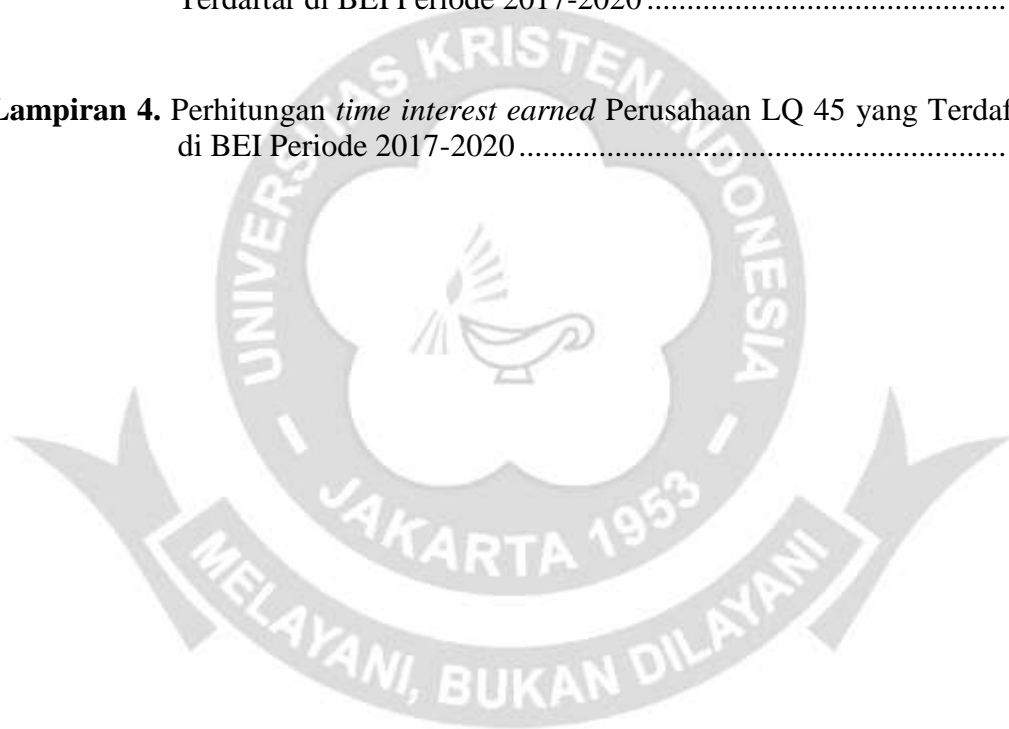 Terdaftar di BEI Periode 2017-2020 ......................................
Lampiran 4. Perhitungan time interest earned Perusahaan LQ 45 yang Terdaf
di BEI Periode 2017-2020 ...................................................
UNIVERSITAS KRISTEN INDONESIA
- JAKARTA 1953 -
MELAYANI, BUKAN DILAYANI